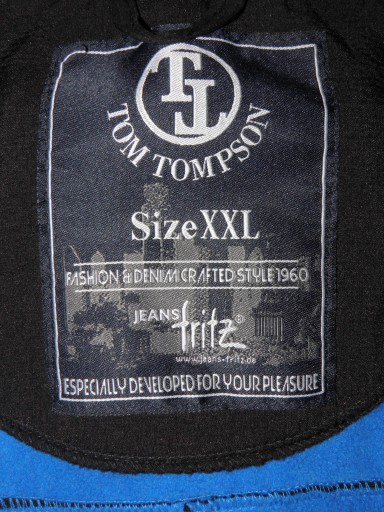 TL
TOM TOMPSON
Size XXL
FASHION & DENIM CRAFTED STYLE 1960
JEANS
fritz®
www.jeans-fritz.de
ESPECIALLY DEVELOPED FOR YOUR PLEASURE